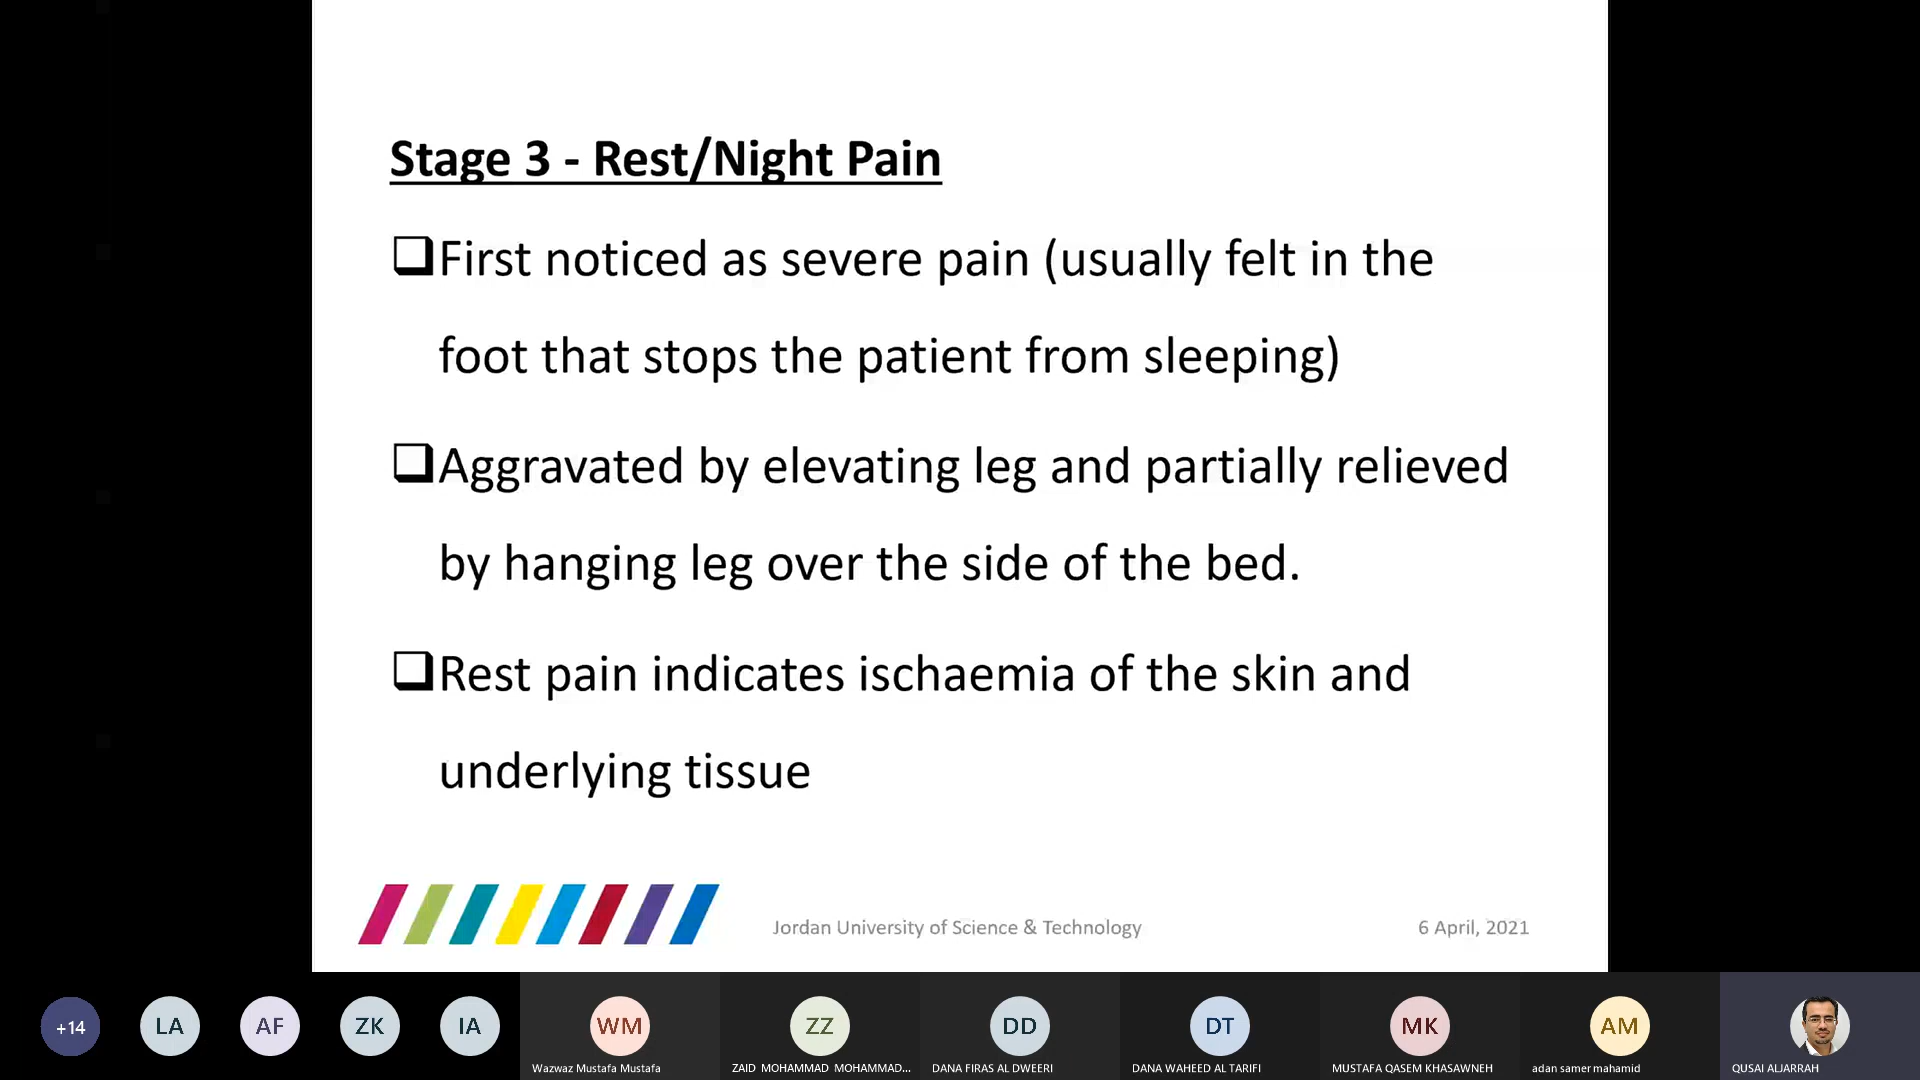 Stage 3 - Rest/Night Pain
❑First noticed as severe pain (usually felt in the
foot that stops the patient from sleeping)
❑Aggravated by elevating leg and partially relieved
by hanging leg over the side of the bed.
❑Rest pain indicates ischaemia of the skin and
underlying tissue
Jordan University of Science & Technology
6 April, 2021
+14
LA
AF
ZK
IA
WM
ZZ
DD
DT
MK
AM
Wazwaz Mustafa Mustafa
ZAID MOHAMMAD MOHAMMAD...
DANA FIRAS AL DWEERI
DANA WAHEED AL TARIFI
MUSTAFA QASEM KHASAWNEH
adan samer mahamid
QUSAI ALJARRAH